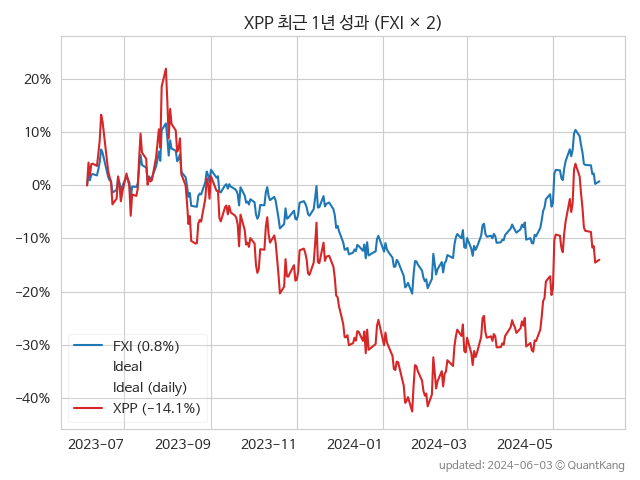 XPP 최근 1년 성과 (FXI × 2)
20%
10%
0%
−10%
−20%
−30%
−40%
FXI (0.8%)
Ideal
Ideal (daily)
XPP (−14.1%)
2023−07 2023−09 2023−11 2024−01 2024−03 2024−05
updated: 2024-06-03 © QuantKang